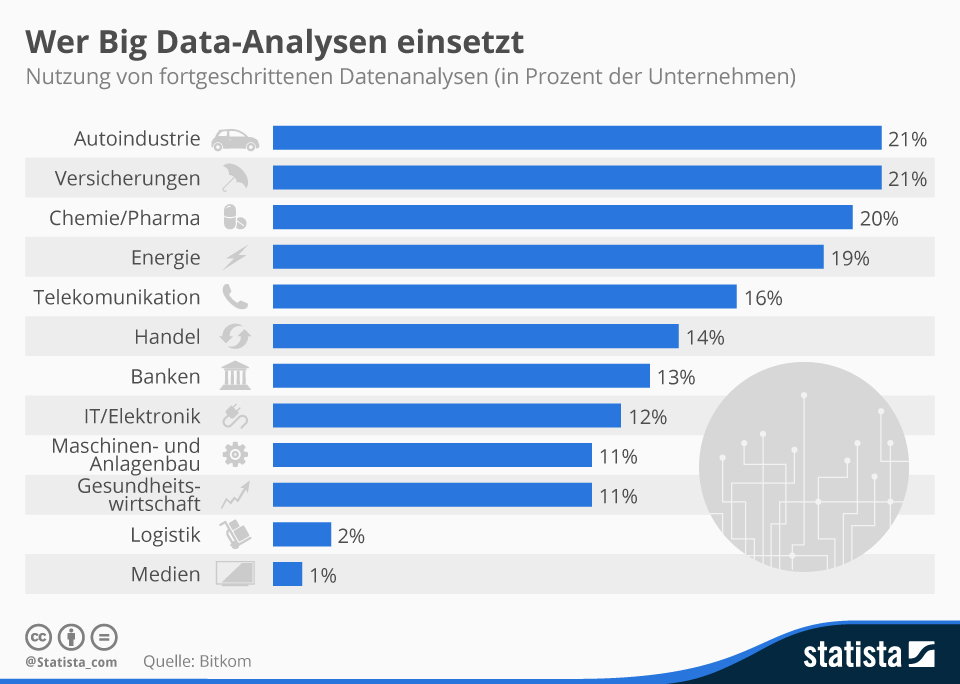 Wer Big Data-Analysen einsetzt
Nutzung von fortgeschrittenen Datenanalysen (in Prozent der Unternehmen)
Autoindustrie 21%
Versicherungen 21%
Chemie/Pharma 20%
Energie 19%
Telekomunikation 16%
Handel 14%
Banken 13%
IT/Elektronik 12%
Maschinen- und
Anlagenbau 11%
Gesundheits-
wirtschaft 11%
Logistik 2%
Medien 1%
cc
@Statista_com Quelle: Bitkom
statista